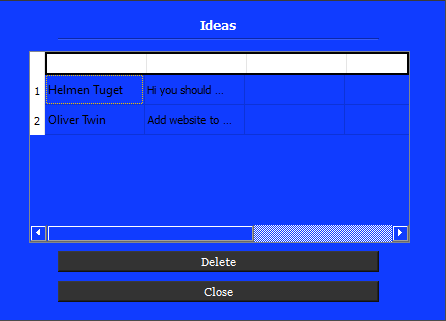 Ideas
1 Helmen Tuget Hi you should ...
2 Oliver Twin Add website to ...
Delete
Close